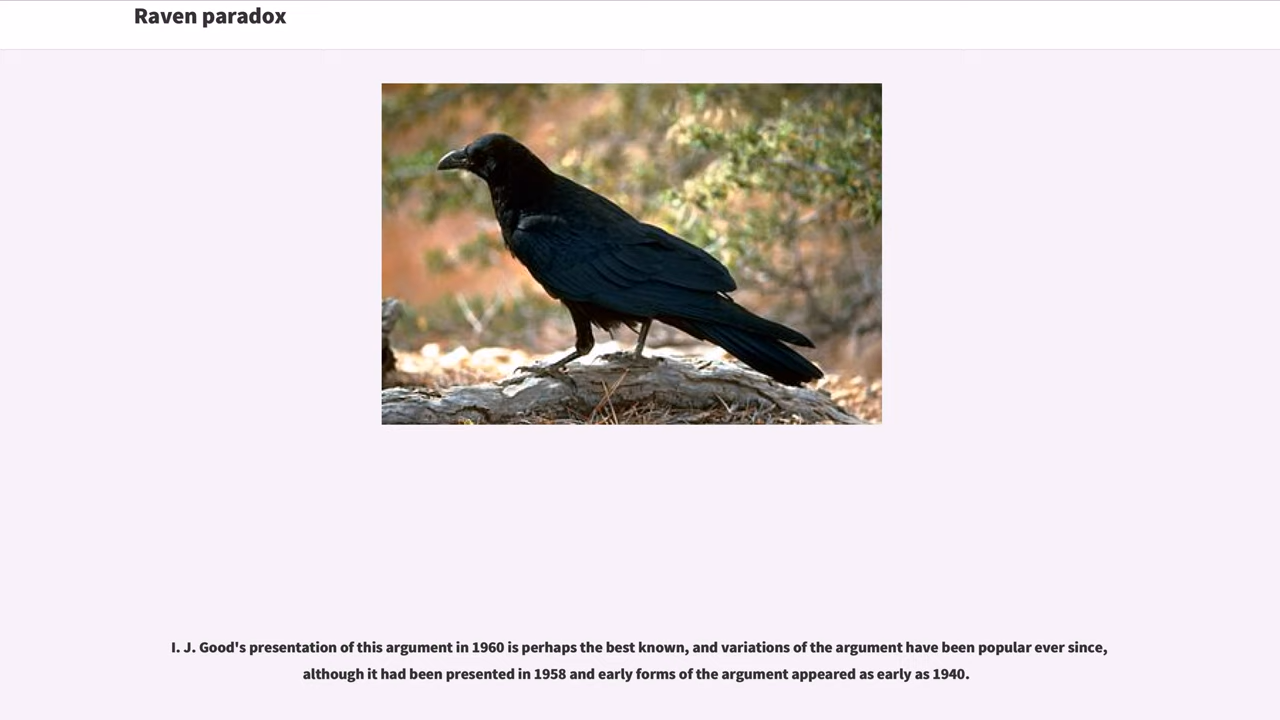 Raven paradox
I. J. Good's presentation of this argument in 1960 is perhaps the best known, and variations of the argument have been popular ever since,
although it had been presented in 1958 and early forms of the argument appeared as early as 1940.